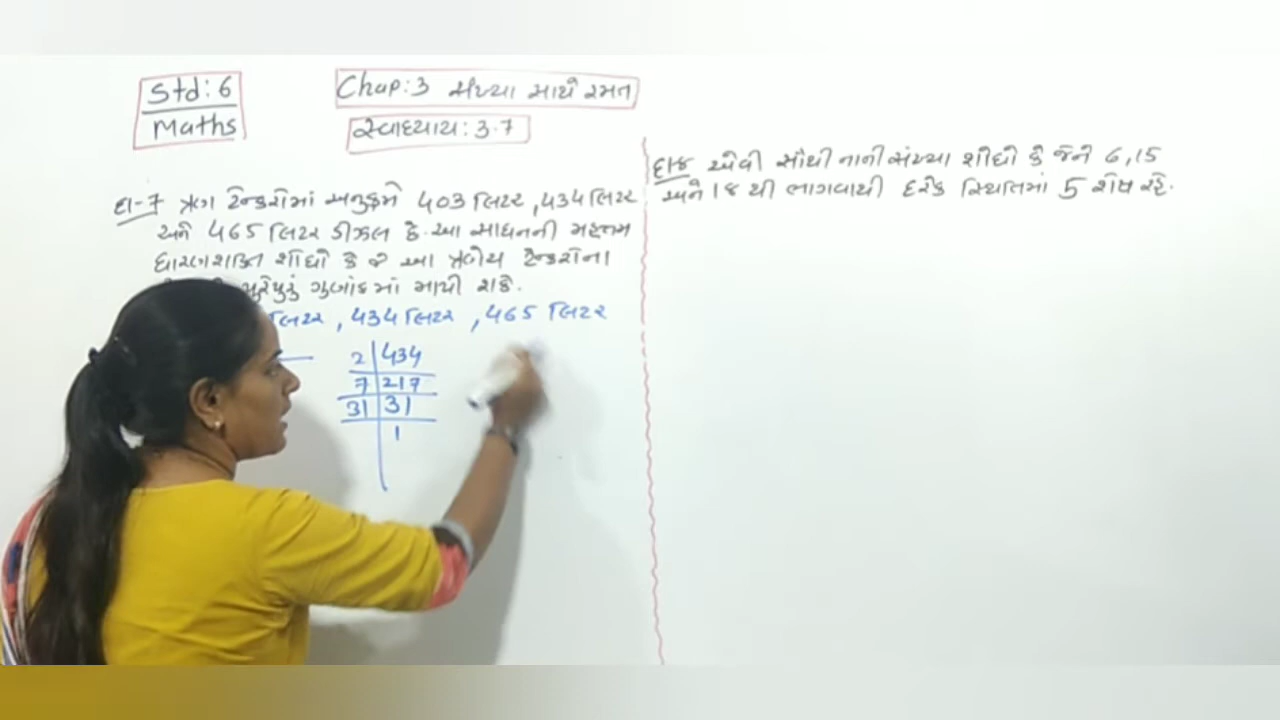 Std: 6
Maths
Chap: 3 સંખ્યા સાથે રમત
સ્વાધ્યાય: 3.7
દા-7 ત્રણ ટેન્કરોમાં અનુક્રમે 403 લિટર, 434 લિટર
અને 465 લિટર ડીઝલ છે. આ સાધનની મહત્તમ
ધારણશક્તિ શોધો કે જે આ ત્રણેય ટેન્કરોના
પુરેપુરું ગુણાંકમાં માપી શકે.
લિટર, 434 લિટર, 465 લિટર
2 434
7 217
31 31
1
દા8 એવી સૌથી નાની સંખ્યા શોધો કે જેને 6, 15
અને 18 થી ભાગવાથી દરેક સ્થિતિમાં 5 શેષ રહે.